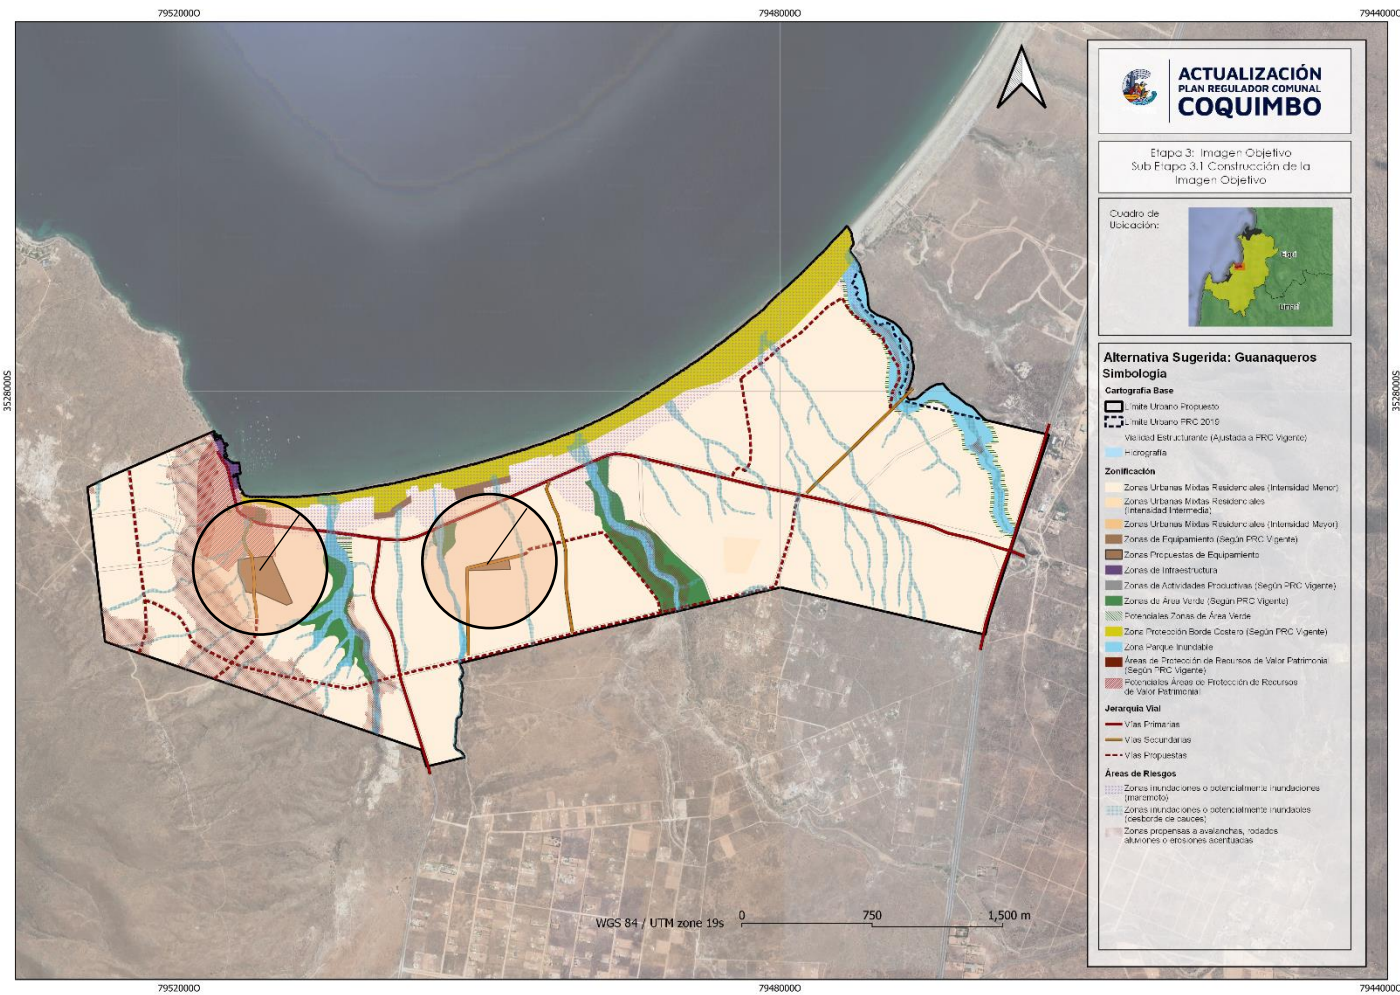 7952000O
7948000O
7944000O
3528000S
3528000S
ACTUALIZACIÓN
PLAN REGULADOR COMUNAL
COQUIMBO
Etapa 3: Imagen Objetivo
Sub Etapa 3.1 Construcción de la
Imagen Objetivo
Cuadro de
Ubicación:
Elqui
Limarí
Alternativa Sugerida: Guanaqueros
Simbología
Cartografía Base
Límite Urbano Propuesto
Límite Urbano PRC 2019
Vialidad Estructurante (Ajustada a PRC Vigente)
Hidrografía
Zonificación
Zonas Urbanas Mixtas Residenciales (Intensidad Menor)
Zonas Urbanas Mixtas Residenciales
(Intensidad Intermedia)
Zonas Urbanas Mixtas Residenciales (Intensidad Mayor)
Zonas de Equipamiento (Según PRC Vigente)
Zonas Propuestas de Equipamiento
Zonas de Infraestructura
Zonas de Actividades Productivas (Según PRC Vigente)
Zonas de Área Verde (Según PRC Vigente)
Potenciales Zonas de Área Verde
Zona Protección Borde Costero (Según PRC Vigente)
Zona Parque Inundable
Áreas de Protección de Recursos de Valor Patrimonial
(Según PRC Vigente)
Potenciales Áreas de Protección de Recursos
de Valor Patrimonial
Jerarquía Vial
Vías Primarias
Vías Secundarias
Vías Propuestas
Áreas de Riesgos
Zonas inundaciones o potencialmente inundaciones
(maremoto)
Zonas inundaciones o potencialmente inundables
(desborde de cauces)
Zonas propensas a avalanchas, rodados
aluviones o erosiones acentuadas
WGS 84 / UTM zone 19s
0 750 1,500 m
7952000O
7948000O
7944000O